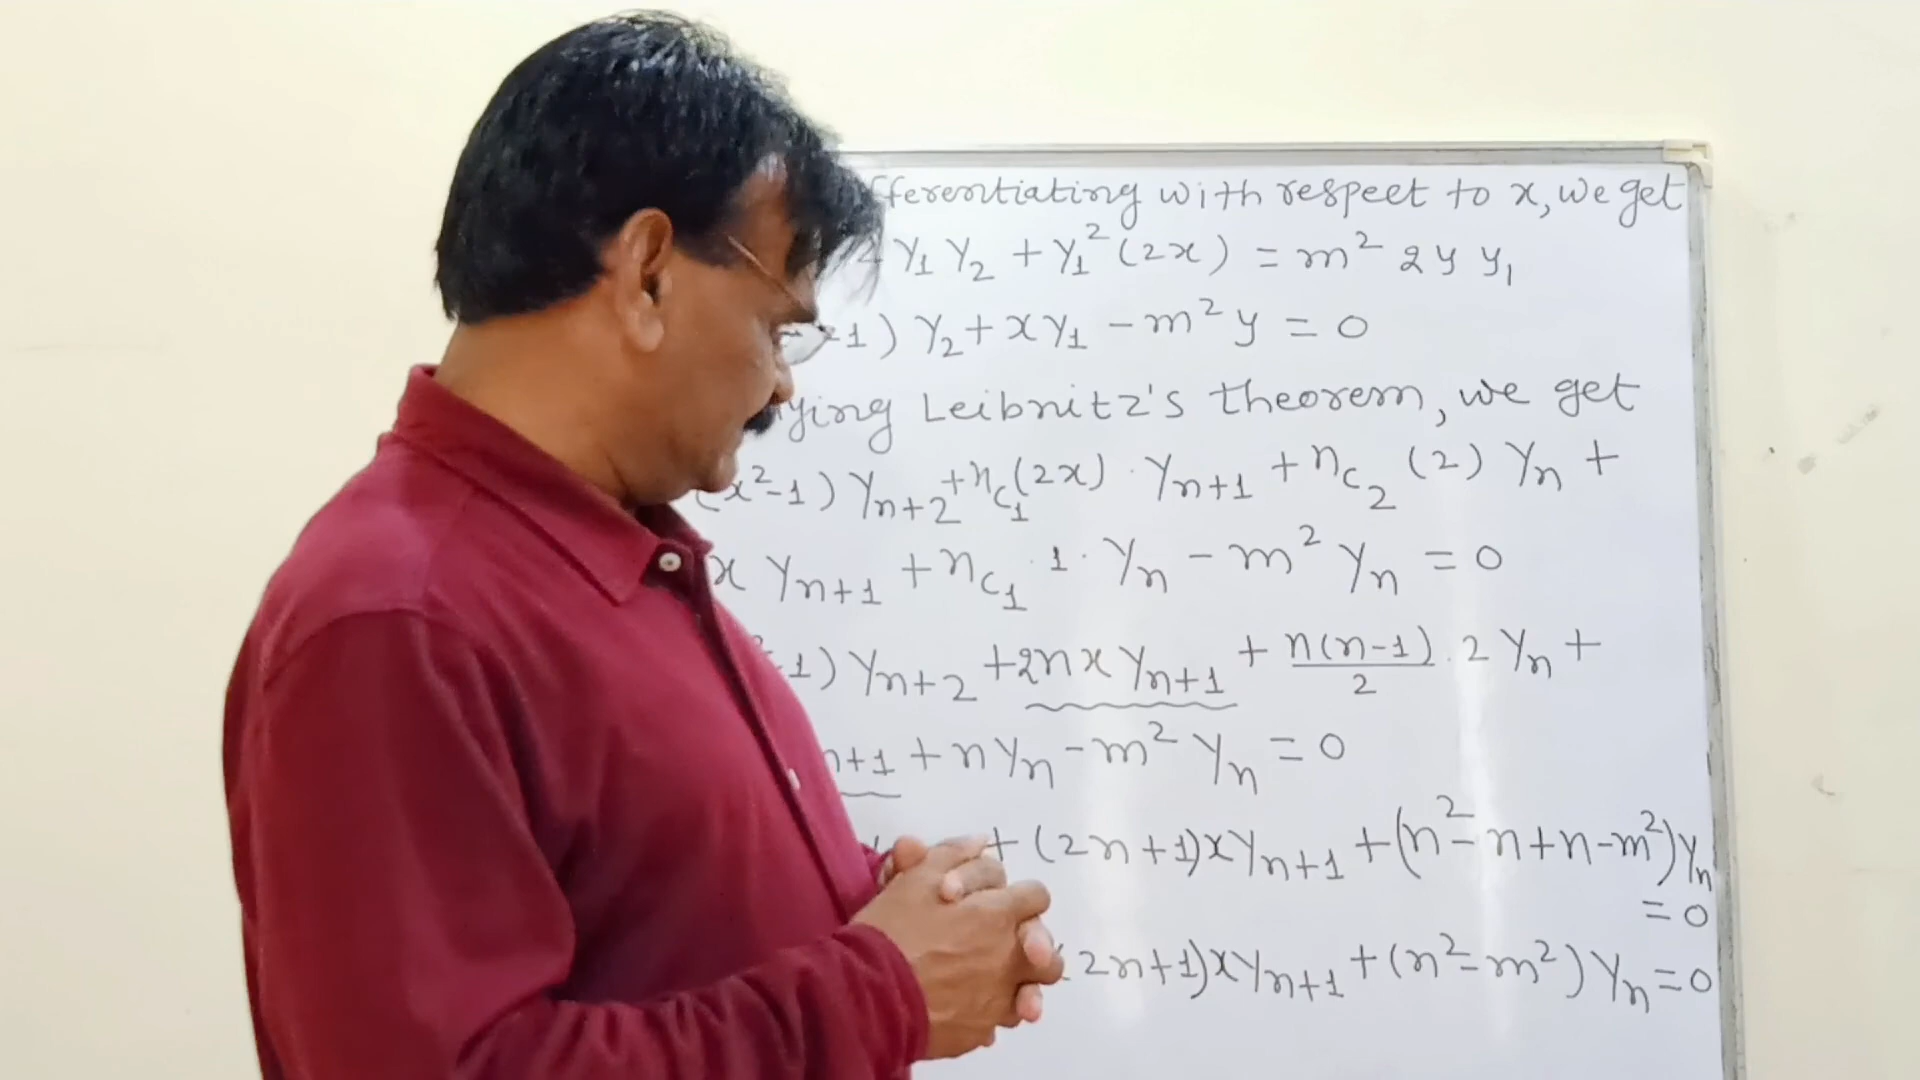 fferentiating with respect to x, we get
Y₁ Y₂ + Y₁² (2x) = m² 2y y₁
-1) Y₂ + x Y₁ - m² y = 0
ying Leibnitz's theorem, we get
(x²-1) Yₙ₊₂ + n_C₁ (2x) · Yₙ₊₁ + n_C₂ (2) Yₙ +
x Yₙ₊₁ + n_C₁ · 1 · Yₙ - m² Yₙ = 0
-1) Yₙ₊₂ + 2nx Yₙ₊₁ + n(n-1)/2 · 2 Yₙ +
n+1 + n Yₙ - m² Yₙ = 0
+ (2n+1)x Yₙ₊₁ + (n² - n + n - m²) Yₙ
= 0
(2n+1)x Yₙ₊₁ + (n² - m²) Yₙ = 0